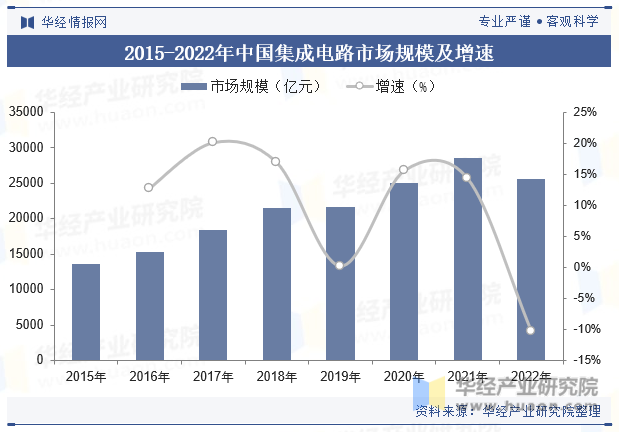 华经情报网
专业严谨 ● 客观科学
2015-2022年中国集成电路市场规模及增速
市场规模（亿元） 增速（%）
35000 25%
30000 20%
25000 15%
20000 10%
15000 5%
10000 0%
5000 -5%
0 -10%
-15%
2015年 2016年 2017年 2018年 2019年 2020年 2021年 2022年
华经产业研究院
www.huaon.com
资料来源：华经产业研究院整理